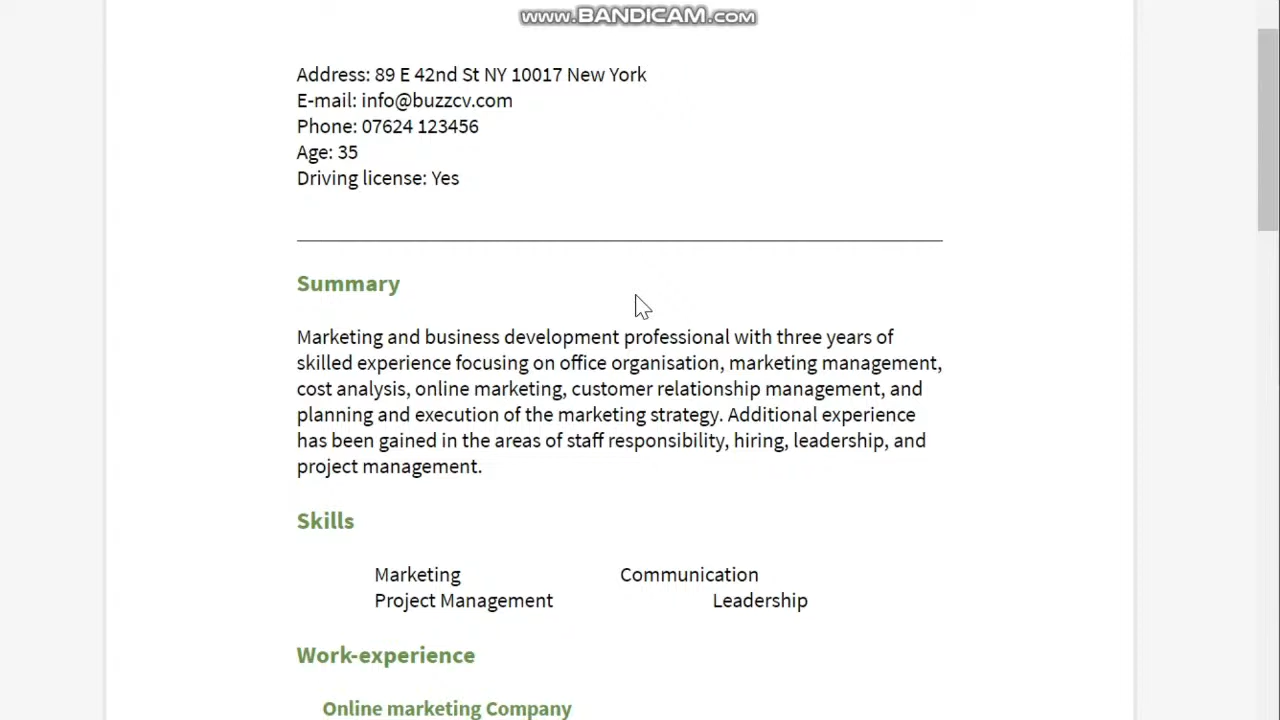 www.BANDICAM.com
Address: 89 E 42nd St NY 10017 New York
E-mail: info@buzzcv.com
Phone: 07624 123456
Age: 35
Driving license: Yes
Summary
Marketing and business development professional with three years of
skilled experience focusing on office organisation, marketing management,
cost analysis, online marketing, customer relationship management, and
planning and execution of the marketing strategy. Additional experience
has been gained in the areas of staff responsibility, hiring, leadership, and
project management.
Skills
Marketing Communication
Project Management Leadership
Work-experience
Online marketing Company